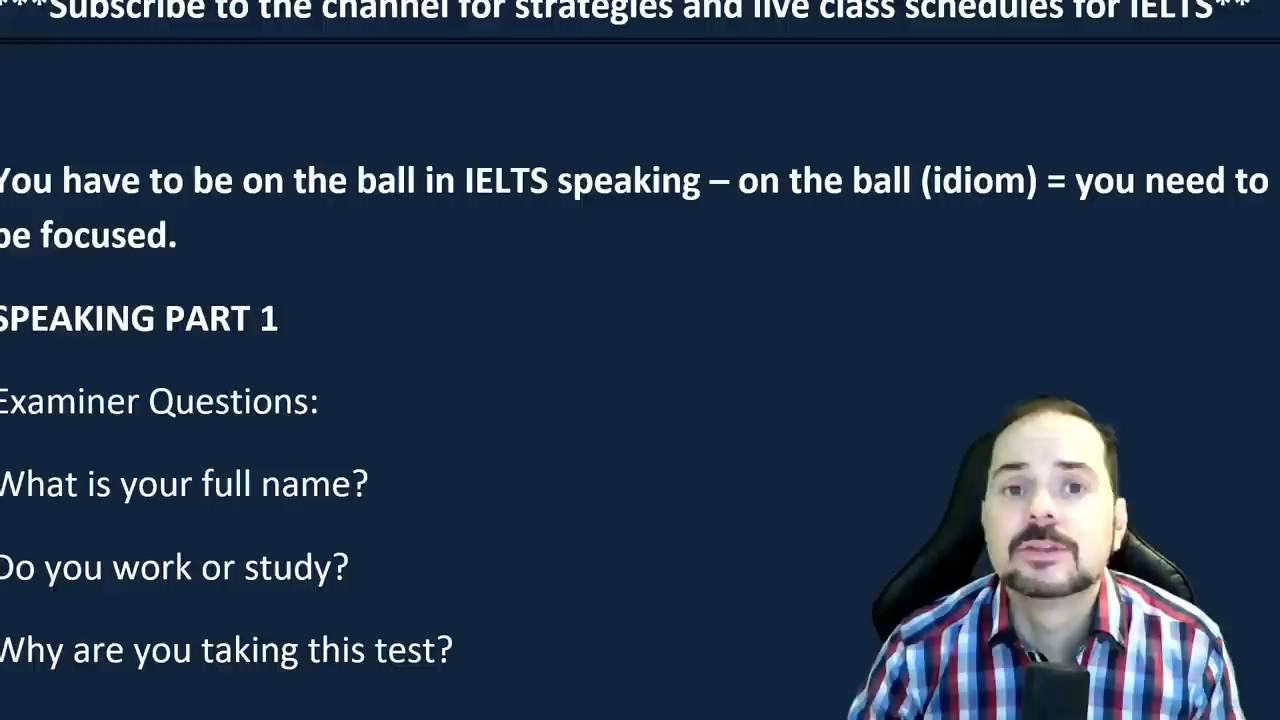 ***Subscribe to the channel for strategies and live class schedules for IELTS**
You have to be on the ball in IELTS speaking – on the ball (idiom) = you need to
be focused.
SPEAKING PART 1
Examiner Questions:
What is your full name?
Do you work or study?
Why are you taking this test?